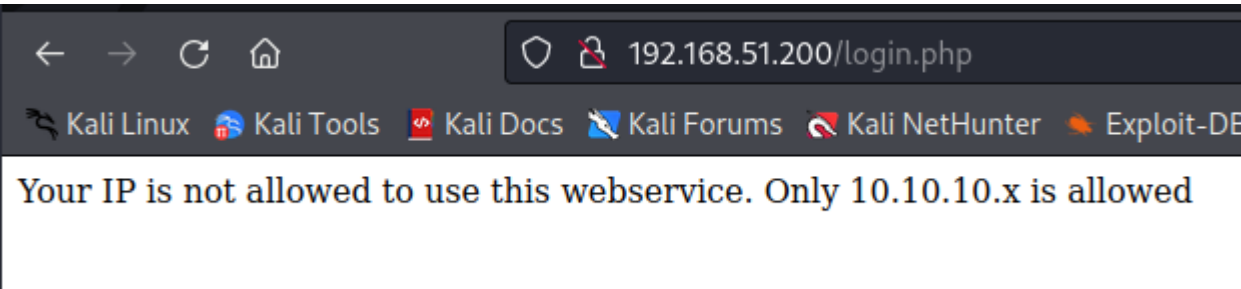 192.168.51.200/login.php
Kali Linux Kali Tools Kali Docs Kali Forums Kali NetHunter Exploit-DB
Your IP is not allowed to use this webservice. Only 10.10.10.x is allowed